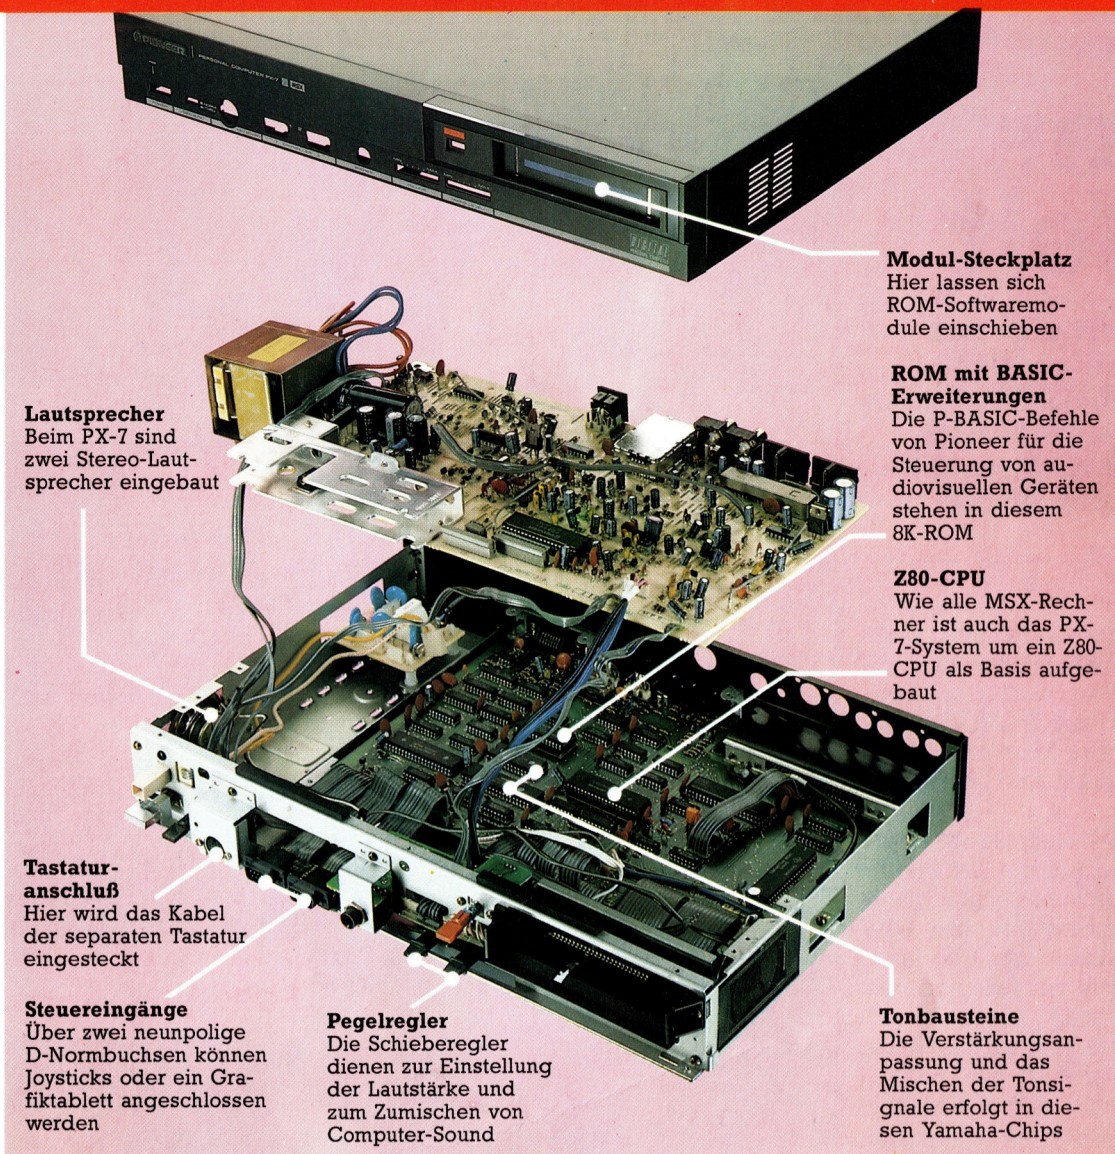 PIONEER
PERSONAL COMPUTER PX-7
MSX
Modul-Steckplatz
Hier lassen sich
ROM-Softwaremo-
dule einschieben
ROM mit BASIC-
Erweiterungen
Die P-BASIC-Befehle
von Pioneer für die
Steuerung von au-
diovisuellen Geräten
stehen in diesem
8K-ROM
Z80-CPU
Wie alle MSX-Rech-
ner ist auch das PX-
7-System um ein Z80-
CPU als Basis aufge-
baut
Lautsprecher
Beim PX-7 sind
zwei Stereo-Laut-
sprecher eingebaut
Tastatur-
anschluß
Hier wird das Kabel
der separaten Tastatur
eingesteckt
Steuereingänge
Über zwei neunpolige
D-Normbuchsen können
Joysticks oder ein Gra-
fiktablett angeschlossen
werden
Pegelregler
Die Schieberegler
dienen zur Einstellung
der Lautstärke und
zum Zumischen von
Computer-Sound
Tonbausteine
Die Verstärkungsan-
passung und das
Mischen der Tonsi-
gnale erfolgt in die-
sen Yamaha-Chips